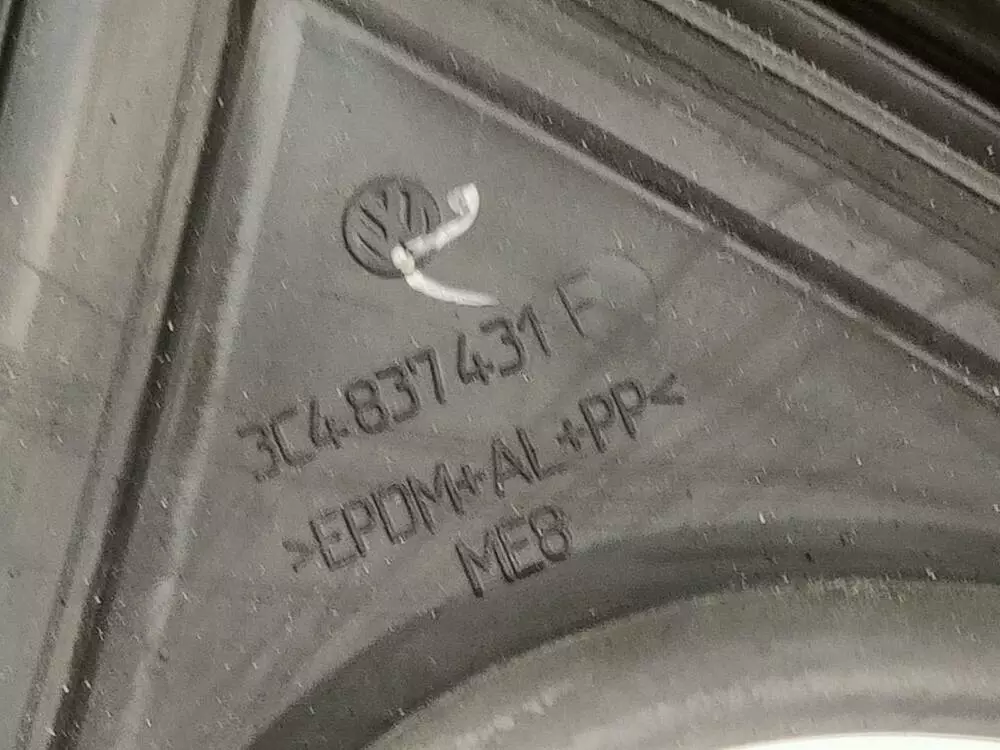 3C4 837 431 F
>EPDM+AL+PP<
ME8